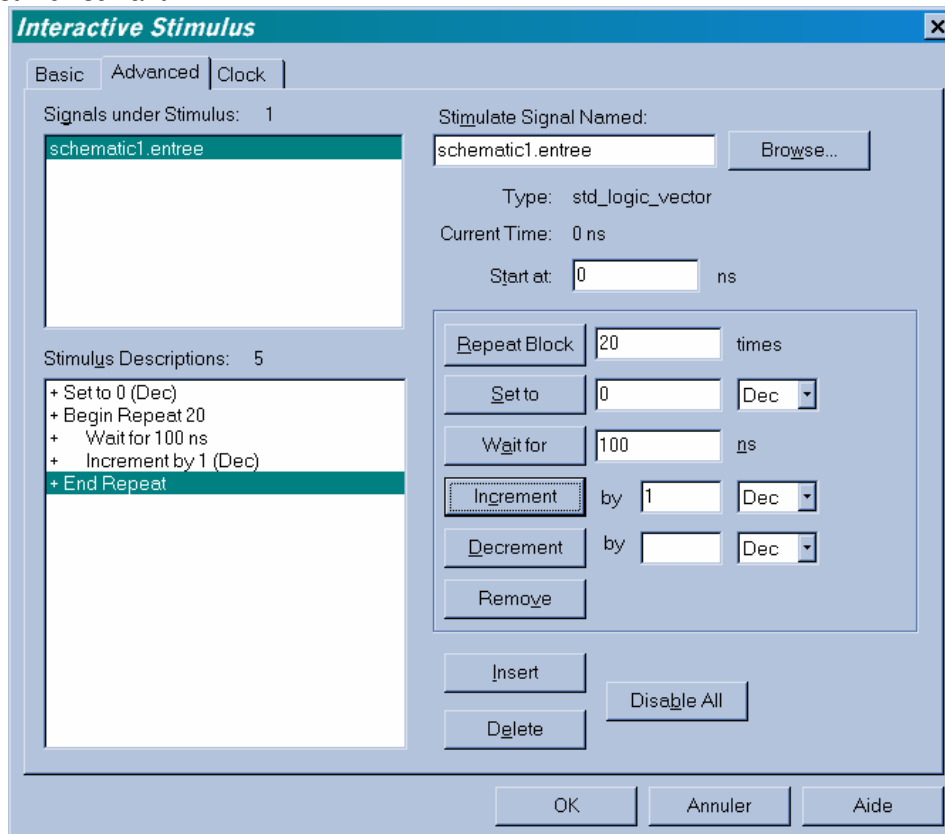 Interactive Stimulus
Basic Advanced Clock
Signals under Stimulus: 1
schematic1.entree
Stimulate Signal Named:
schematic1.entree Browse...
Type: std_logic_vector
Current Time: 0 ns
Start at: 0 ns
Stimulus Descriptions: 5
+ Set to 0 (Dec)
+ Begin Repeat 20
+ Wait for 100 ns
+ Increment by 1 (Dec)
+ End Repeat
Repeat Block 20 times
Set to 0 Dec
Wait for 100 ns
Increment by 1 Dec
Decrement by Dec
Remove
Insert
Disable All
Delete
OK Annuler Aide